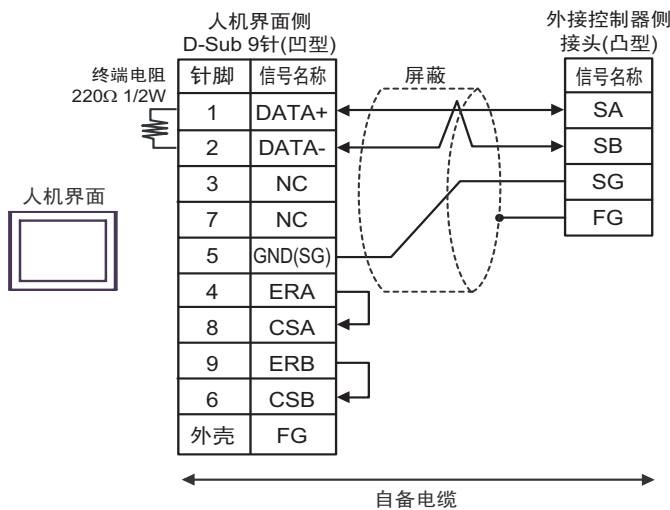 人机界面侧
D-Sub 9针(凹型)
外接控制器侧
接头(凸型)
终端电阻
220Ω 1/2W
屏蔽
针脚 信号名称
1 DATA+
2 DATA-
3 NC
7 NC
5 GND(SG)
4 ERA
8 CSA
9 ERB
6 CSB
外壳 FG
信号名称
SA
SB
SG
FG
人机界面
自备电缆